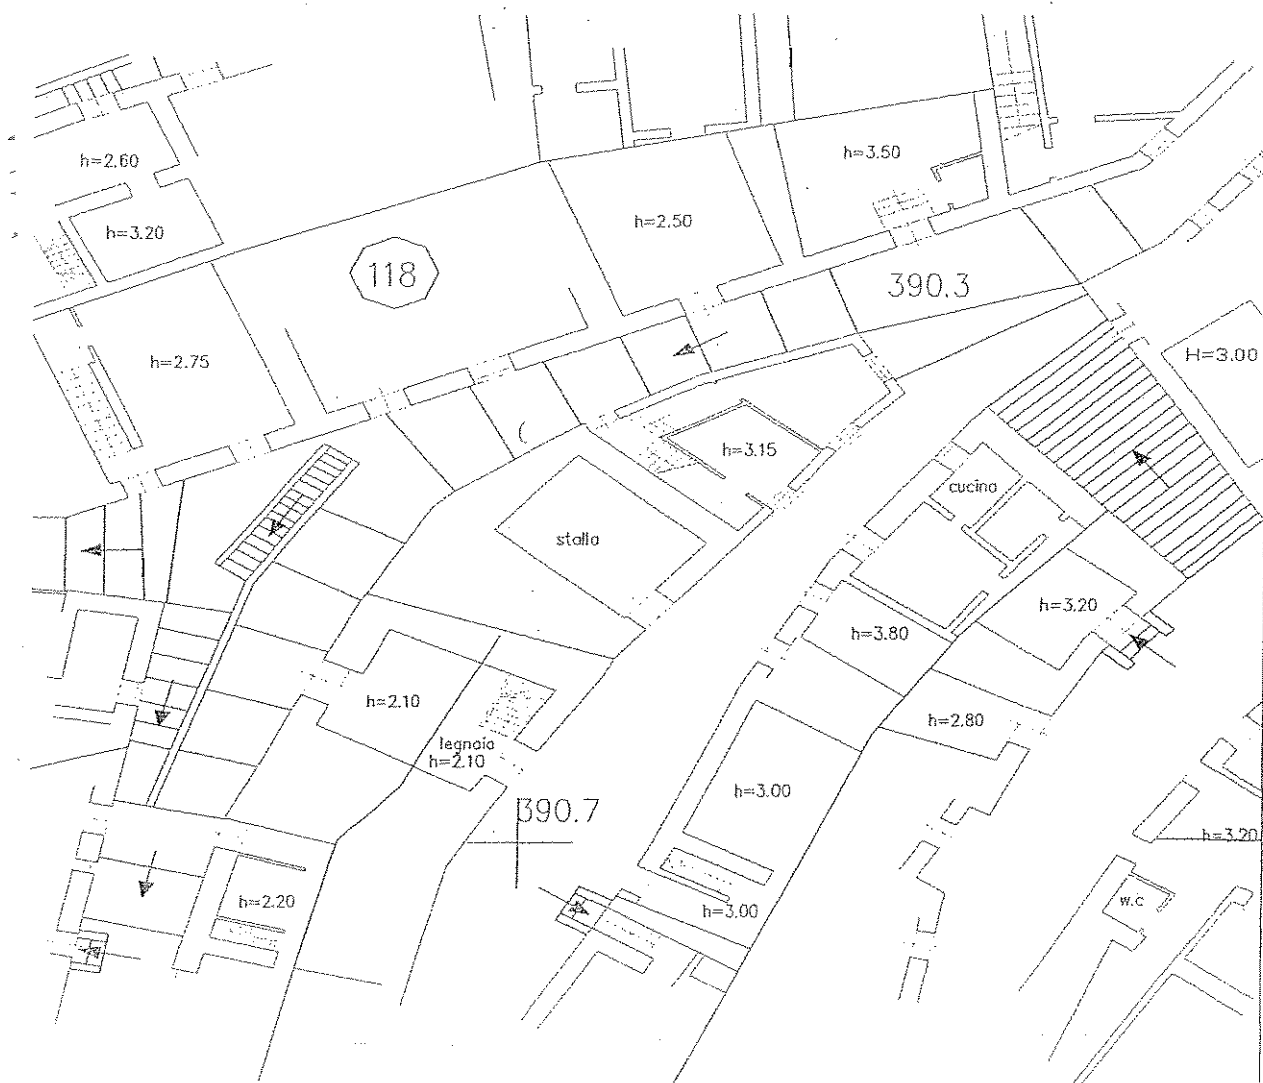 h=2.60
h=3.50
h=3.20
h=2.50
118
390.3
h=2.75
H=3.00
h=3.15
cucina
stalla
h=3.20
h=3.80
h=2.10
h=2.80
legnaia
h=2.10
h=3.00
390.7
h=3.20
h=2.20
h=3.00
w.c